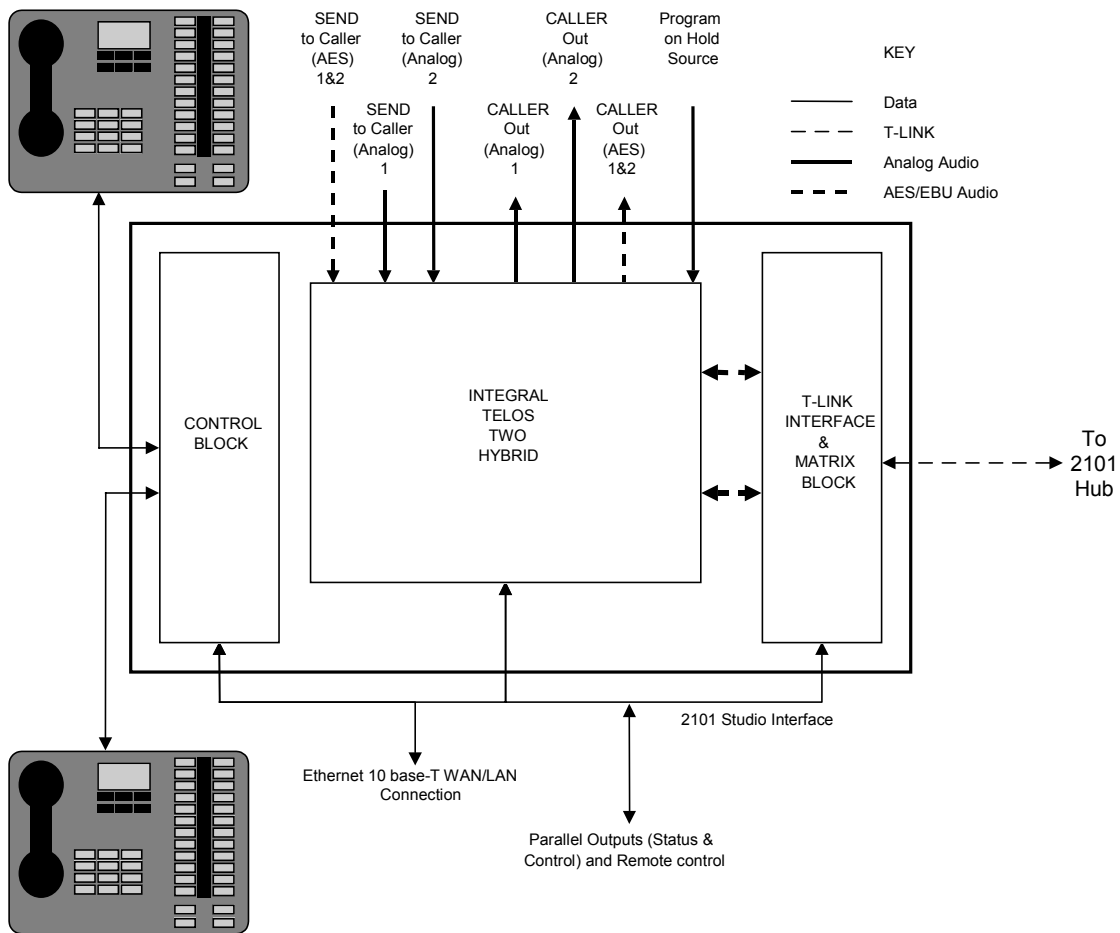 SEND
to Caller
(AES)
1&2
SEND
to Caller
(Analog)
2
CALLER
Out
(Analog)
2
Program
on Hold
Source
SEND
to Caller
(Analog)
1
CALLER
Out
(Analog)
1
CALLER
Out
(AES)
1&2
KEY
Data
T-LINK
Analog Audio
AES/EBU Audio
CONTROL
BLOCK
INTEGRAL
TELOS
TWO
HYBRID
T-LINK
INTERFACE
&
MATRIX
BLOCK
To
2101
Hub
2101 Studio Interface
Ethernet 10 base-T WAN/LAN
Connection
Parallel Outputs (Status &
Control) and Remote control